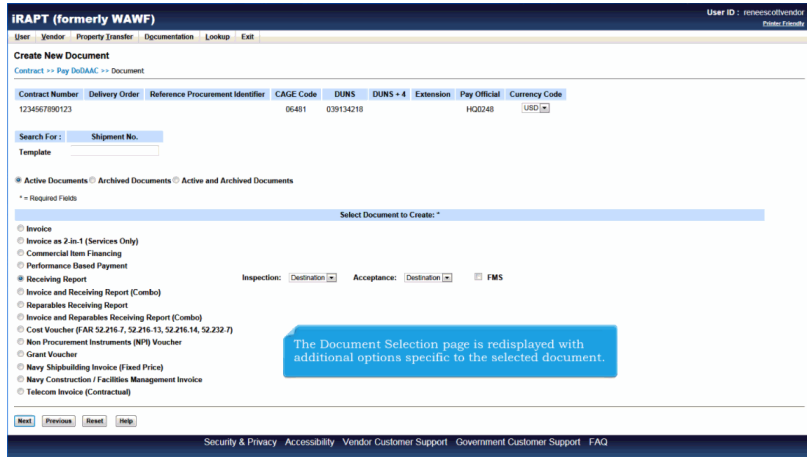 iRAPT (formerly WAWF)
User ID : reneescottvendor
Printer Friendly
User Vendor Property Transfer Documentation Lookup Exit
Create New Document
Contract >> Pay DoDAAC >> Document
Contract Number Delivery Order Reference Procurement Identifier CAGE Code DUNS DUNS + 4 Extension Pay Official Currency Code
1234567890123 06481 039134218 HQ0248 USD
Search For : Shipment No.
Template
Active Documents Archived Documents Active and Archived Documents
* = Required Fields
Select Document to Create: *
Invoice
Invoice as 2-in-1 (Services Only)
Commercial Item Financing
Performance Based Payment
Receiving Report Inspection: Destination Acceptance: Destination FMS
Invoice and Receiving Report (Combo)
Reparables Receiving Report
Invoice and Reparables Receiving Report (Combo)
Cost Voucher (FAR 52.216-7, 52.216-13, 52.216.14, 52.232-7)
Non Procurement Instruments (NPI) Voucher
Grant Voucher
Navy Shipbuilding Invoice (Fixed Price)
Navy Construction / Facilities Management Invoice
Telecom Invoice (Contractual)
The Document Selection page is redisplayed with
additional options specific to the selected document.
Next Previous Reset Help
Security & Privacy Accessibility Vendor Customer Support Government Customer Support FAQ